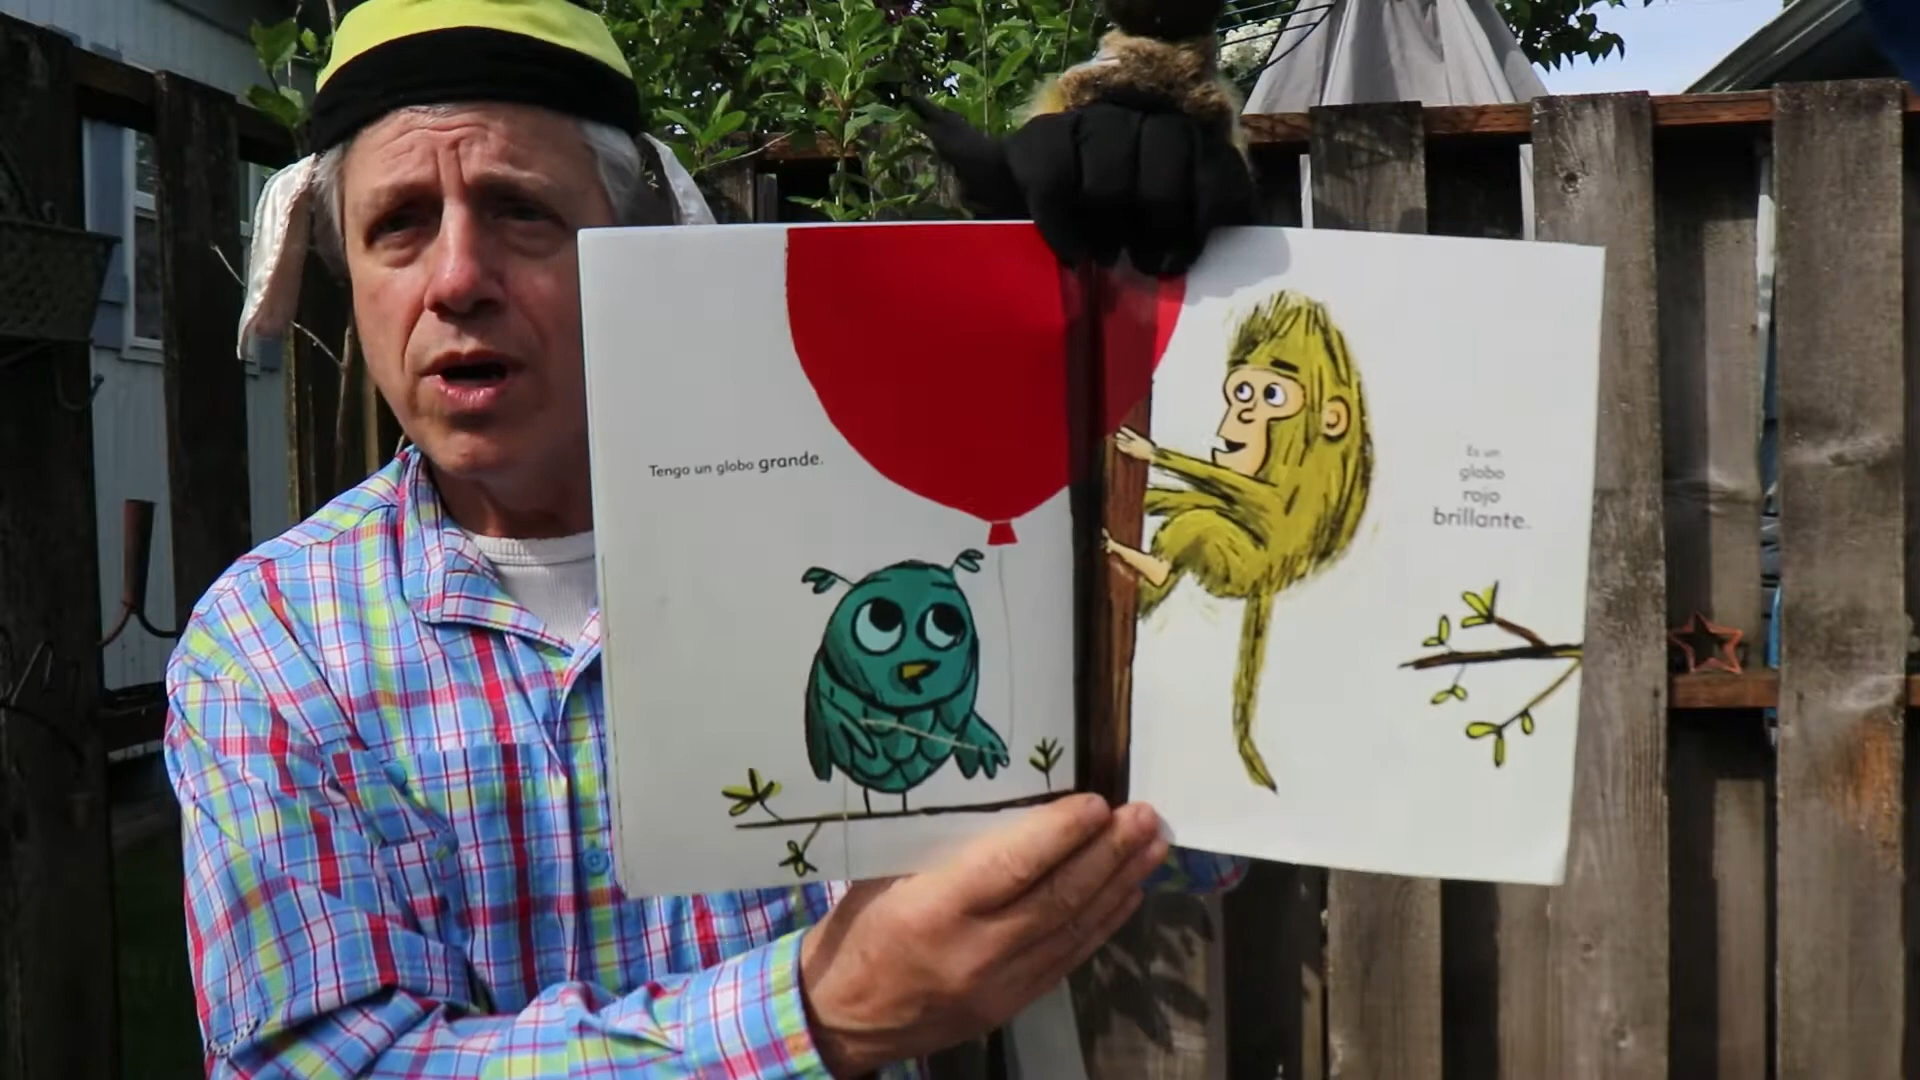 Tengo un globo grande.
Es un
globo
rojo
brillante.